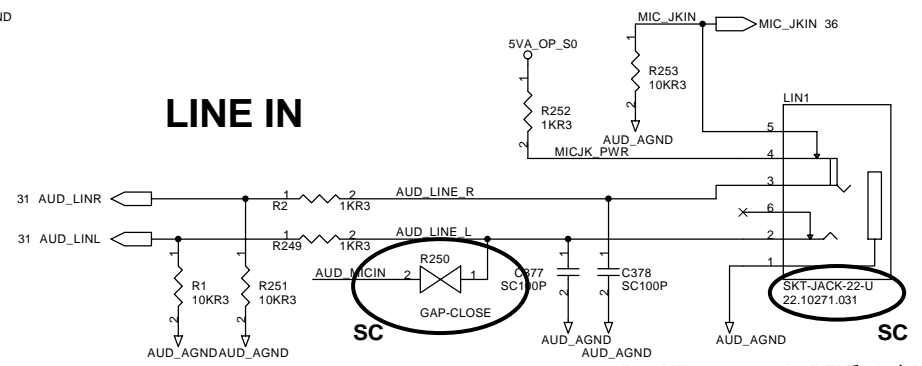 GND
MIC_JKIN
MIC_JKIN 36
5VA_OP_S0
1
2
R253
10KR3
1
2
R252
1KR3
AUD_AGND
MICJK_PWR
LIN1
5
4
3
6
2
1
LINE IN
31 AUD_LINR
1
2
R2
1KR3
AUD_LINE_R
31 AUD_LINL
1
2
R249
1KR3
AUD_LINE_L
1
2
R1
10KR3
1
2
R251
10KR3
AUD_AGND
AUD_AGND
AUD_MICIN
R250
2
1
GAP-CLOSE
SC
1
2
C377
SC100P
1
2
C378
SC100P
AUD_AGND
AUD_AGND
AUD_AGND
SKT-JACK-22-U
22.10271.031
SC